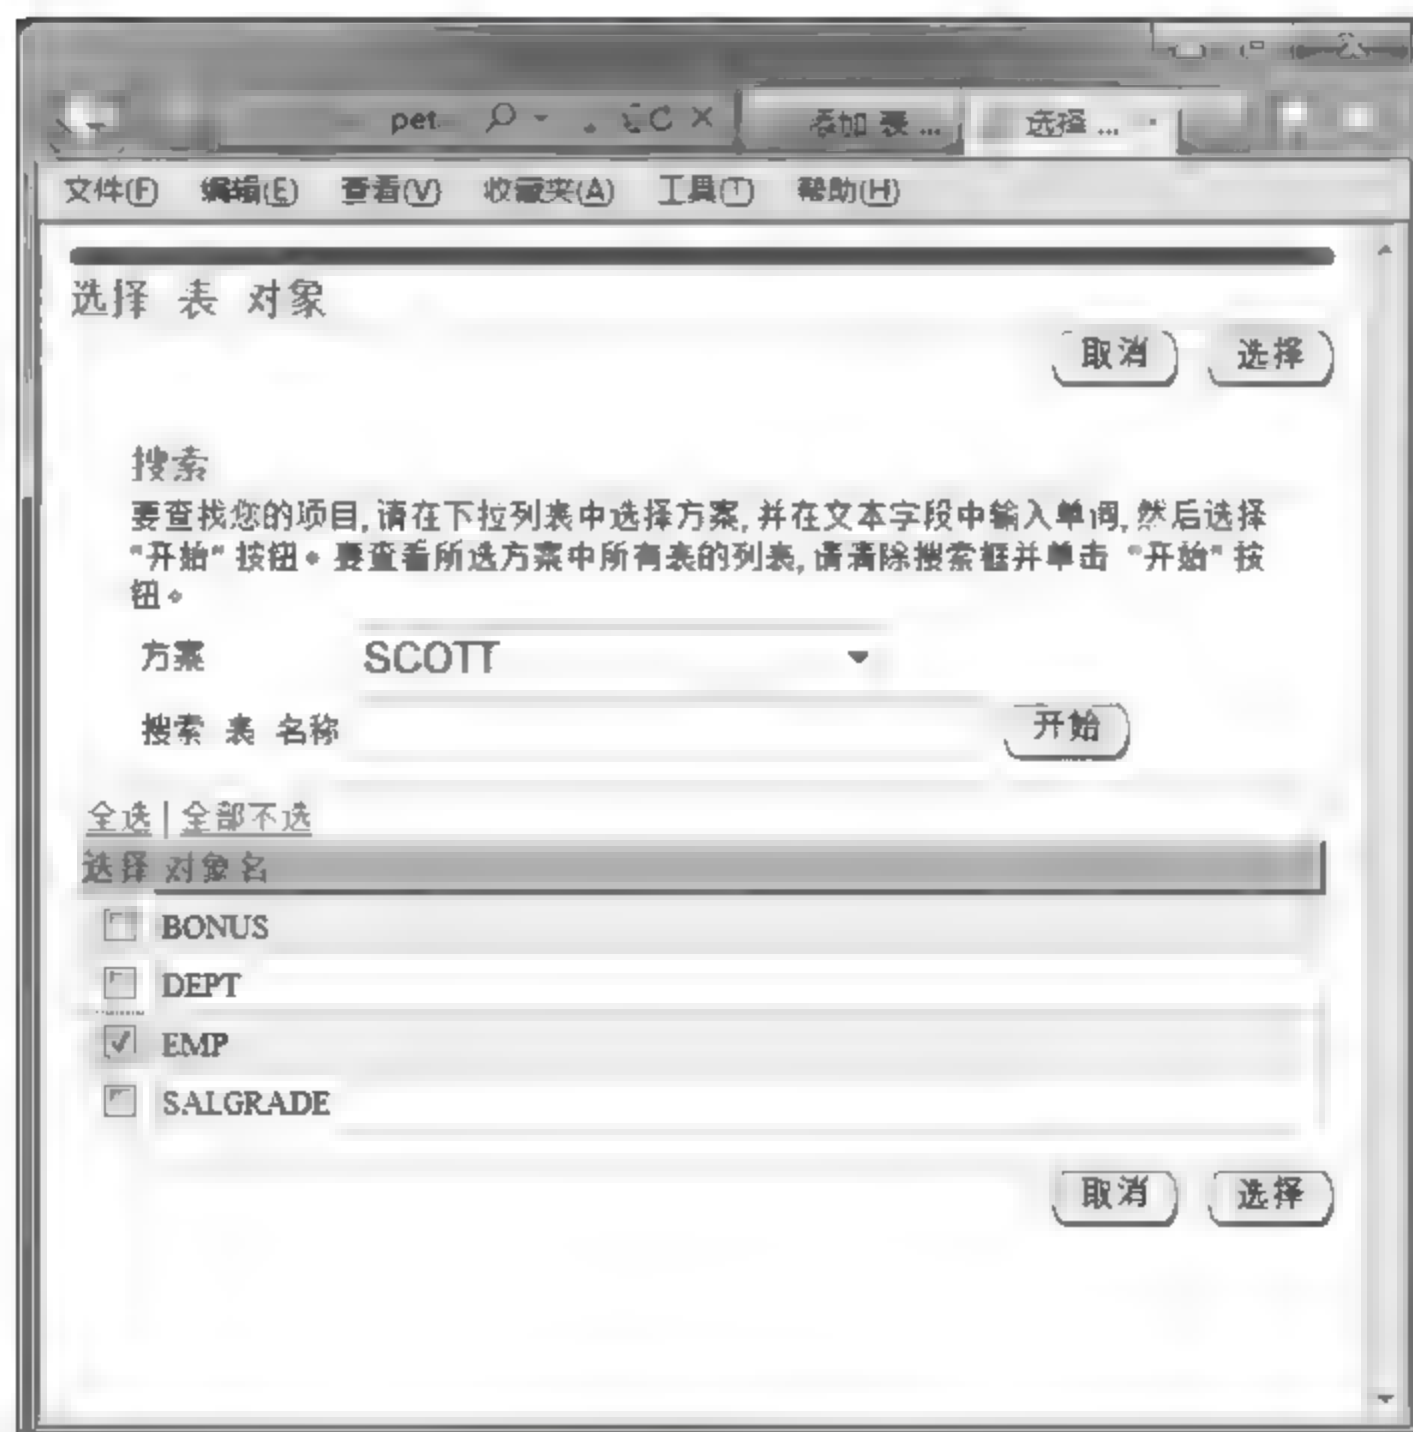 pet
添加 表 ...
选择 ...
文件(F) 编辑(E) 查看(V) 收藏夹(A) 工具(T) 帮助(H)
选择 表 对象
取消 选择
搜索
要查找您的项目,请在下拉列表中选择方案,并在文本字段中输入单词,然后选择
"开始" 按钮。要查看所选方案中所有表的列表,请清除搜索框并单击 "开始" 按
钮。
方案 SCOTT
搜索 表 名称 开始
全选 | 全部不选
选择 对象名
BONUS
DEPT
EMP
SALGRADE
取消 选择